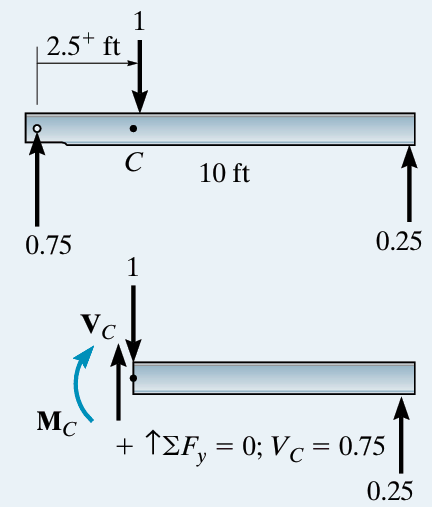 1
2.5⁺ ft
C
10 ft
0.75
0.25
1
V_C
M_C
+ ↑ΣF_y = 0; V_C = 0.75
0.25